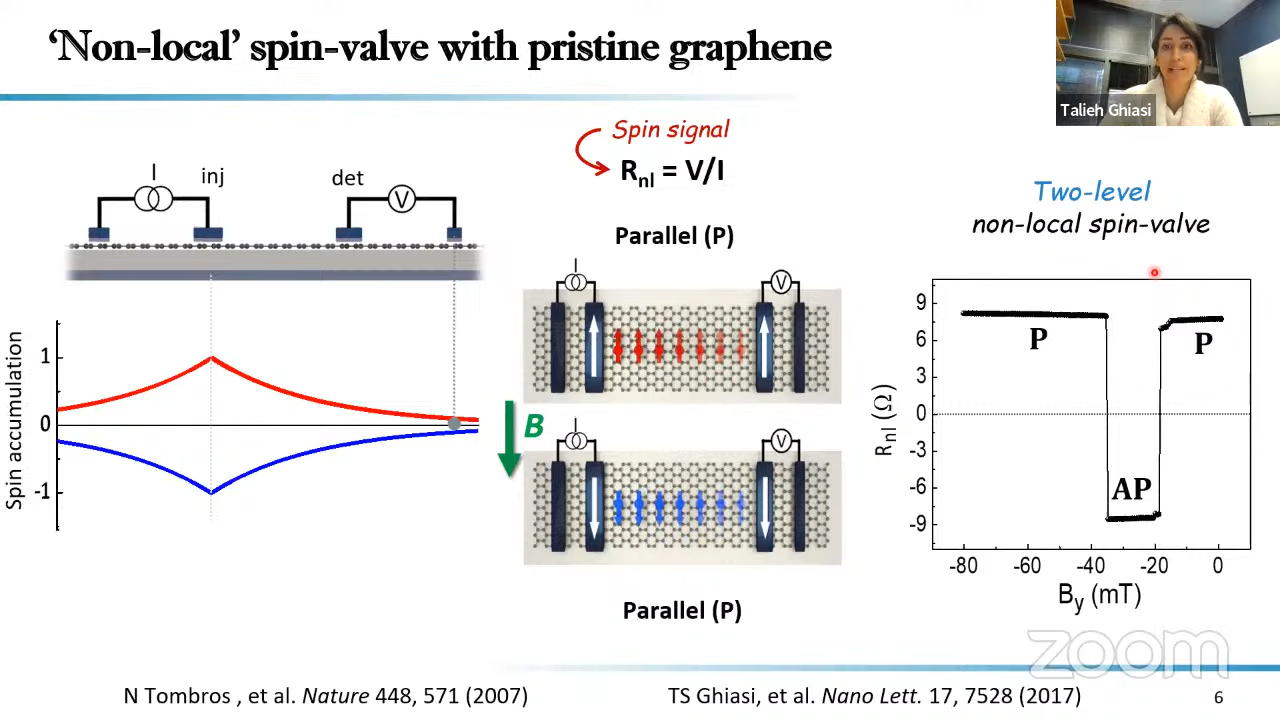 ‘Non-local’ spin-valve with pristine graphene
Talieh Ghiasi
I
inj
det
V
Spin accumulation
1
0
-1
Spin signal
Rnl = V/I
Parallel (P)
I
V
B
I
V
Parallel (P)
Two-level
non-local spin-valve
Rnl (Ω)
9
6
3
0
-3
-6
-9
P
P
AP
-80 -60 -40 -20 0
By (mT)
zoom
N Tombros , et al. Nature 448, 571 (2007)
TS Ghiasi, et al. Nano Lett. 17, 7528 (2017)
6